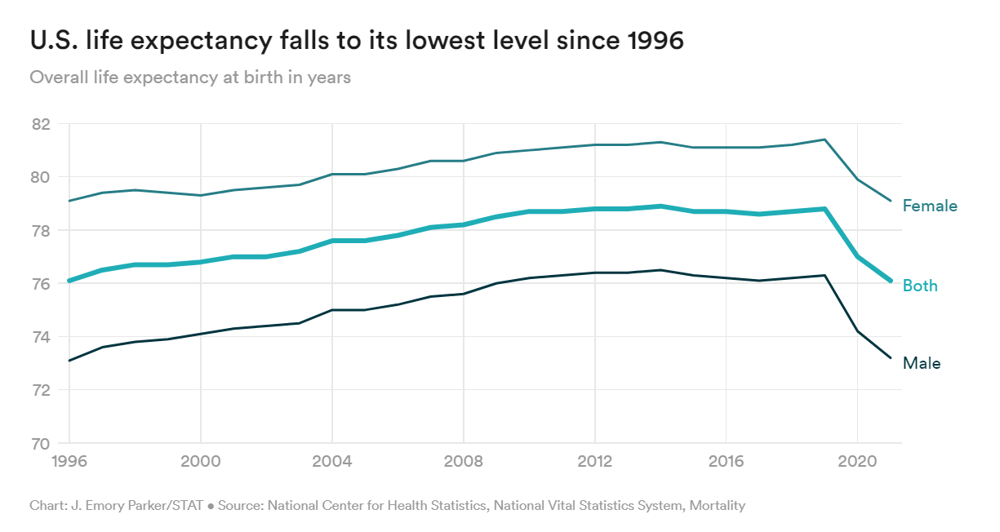 U.S. life expectancy falls to its lowest level since 1996
Overall life expectancy at birth in years
82
80
78
76
74
72
70
Female
Both
Male
1996 2000 2004 2008 2012 2016 2020
Chart: J. Emory Parker/STAT • Source: National Center for Health Statistics, National Vital Statistics System, Mortality